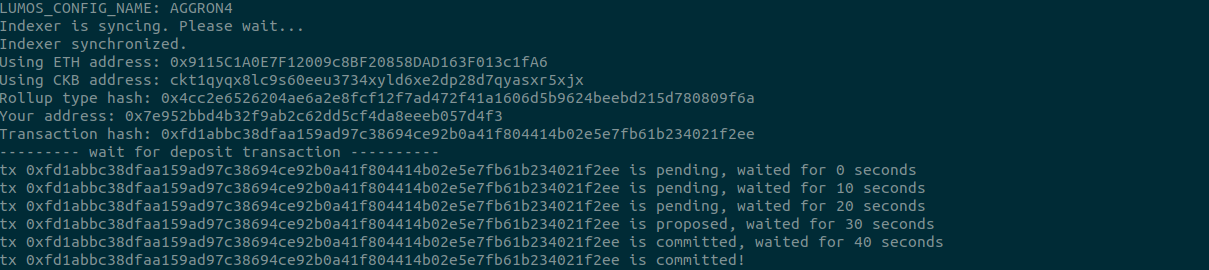 LUMOS_CONFIG_NAME: AGGRON4
Indexer is syncing. Please wait...
Indexer synchronized.
Using ETH address: 0x9115C1A0E7F12009c8BF20858DAD163F013c1fA6
Using CKB address: ckt1qyqx8lc9s60eeu3734xyld6xe2dp28d7qyasxr5xjx
Rollup type hash: 0x4cc2e6526204ae6a2e8fcf12f7ad472f41a1606d5b9624beebd215d780809f6a
Your address: 0x7e952bbd4b32f9ab2c62dd5cf4da8eeeb057d4f3
Transaction hash: 0xfd1abbc38dfaa159ad97c38694ce92b0a41f804414b02e5e7fb61b234021f2ee
--------- wait for deposit transaction ----------
tx 0xfd1abbc38dfaa159ad97c38694ce92b0a41f804414b02e5e7fb61b234021f2ee is pending, waited for 0 seconds
tx 0xfd1abbc38dfaa159ad97c38694ce92b0a41f804414b02e5e7fb61b234021f2ee is pending, waited for 10 seconds
tx 0xfd1abbc38dfaa159ad97c38694ce92b0a41f804414b02e5e7fb61b234021f2ee is pending, waited for 20 seconds
tx 0xfd1abbc38dfaa159ad97c38694ce92b0a41f804414b02e5e7fb61b234021f2ee is proposed, waited for 30 seconds
tx 0xfd1abbc38dfaa159ad97c38694ce92b0a41f804414b02e5e7fb61b234021f2ee is committed, waited for 40 seconds
tx 0xfd1abbc38dfaa159ad97c38694ce92b0a41f804414b02e5e7fb61b234021f2ee is committed!